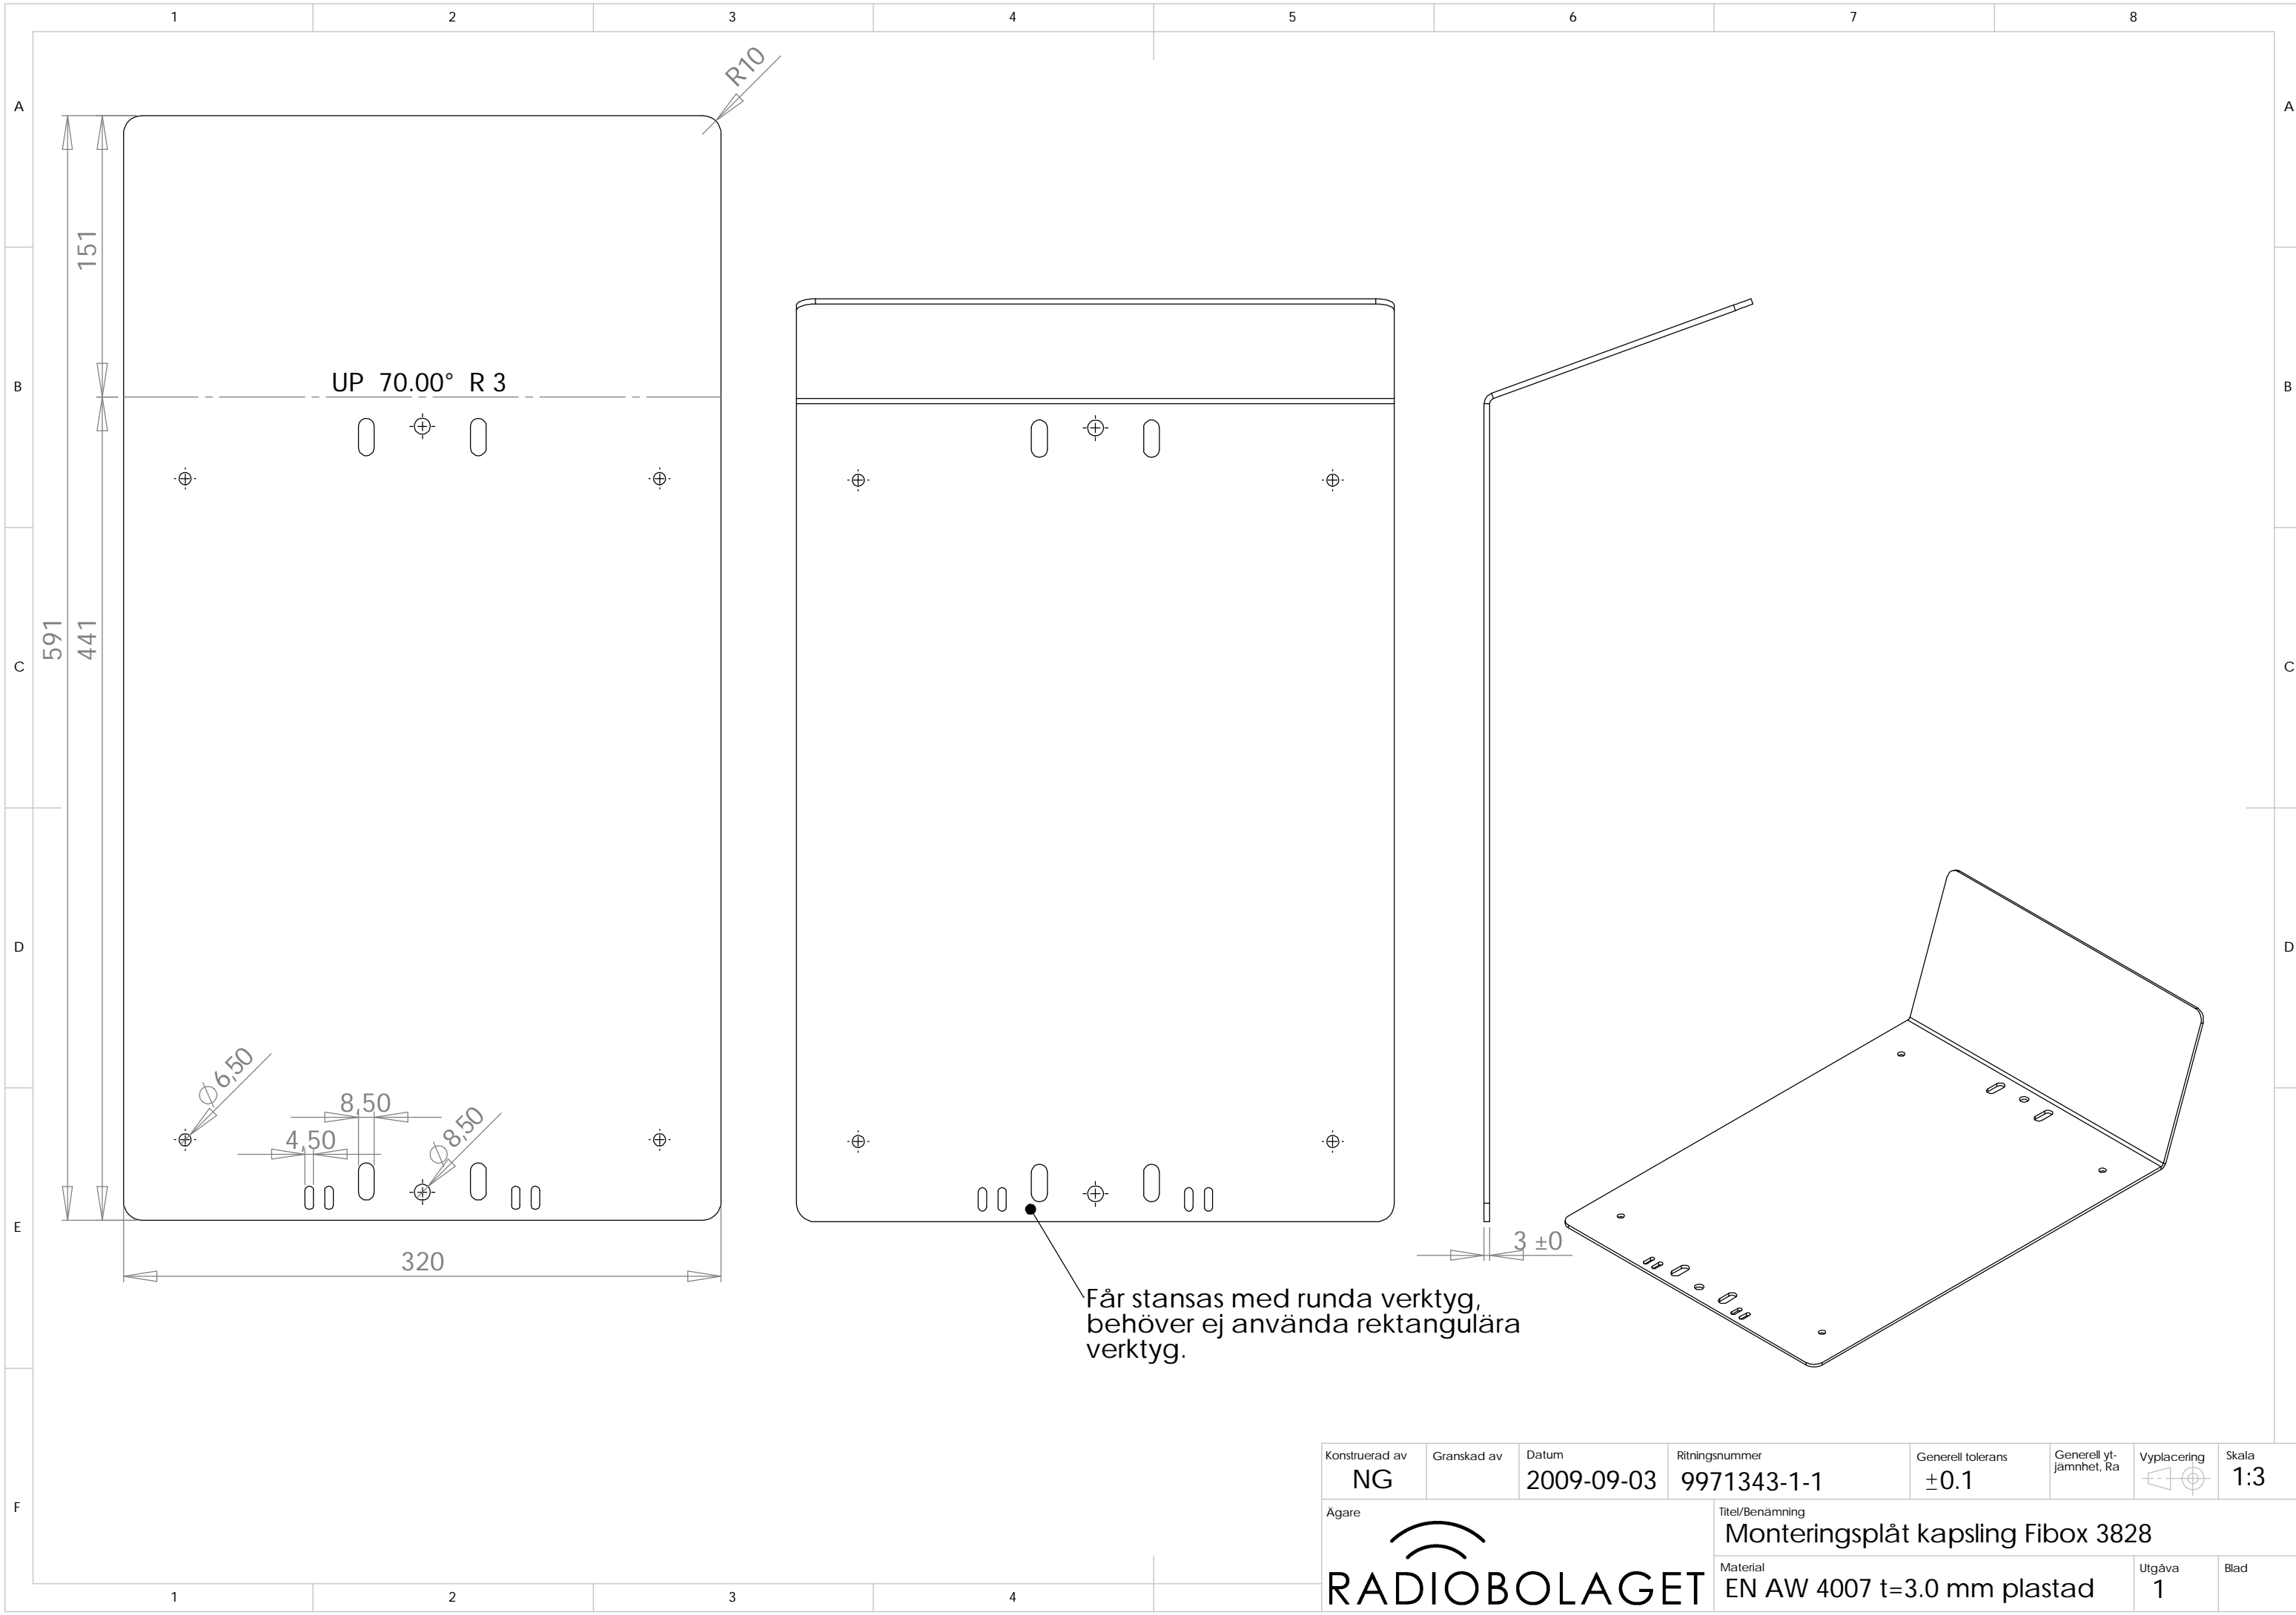 1 2 3 4 5 6 7 8
A A
B B
C C
D D
E
F
R10
151
UP 70.00° R 3
591
441
∅ 6,50
8,50
4,50
∅ 8,50
320
3 ±0
Får stansas med runda verktyg,
behöver ej använda rektangulära
verktyg.
Konstruerad av
NG
Granskad av
Datum
2009-09-03
Ritningsnummer
9971343-1-1
Generell tolerans
±0.1
Generell yt-
jämnhet, Ra
Vyplacering
Skala
1:3
Ägare
RADIOBOLAGET
Titel/Benämning
Monteringsplåt kapsling Fibox 3828
Material
EN AW 4007 t=3.0 mm plastad
Utgåva
1
Blad
1 2 3 4